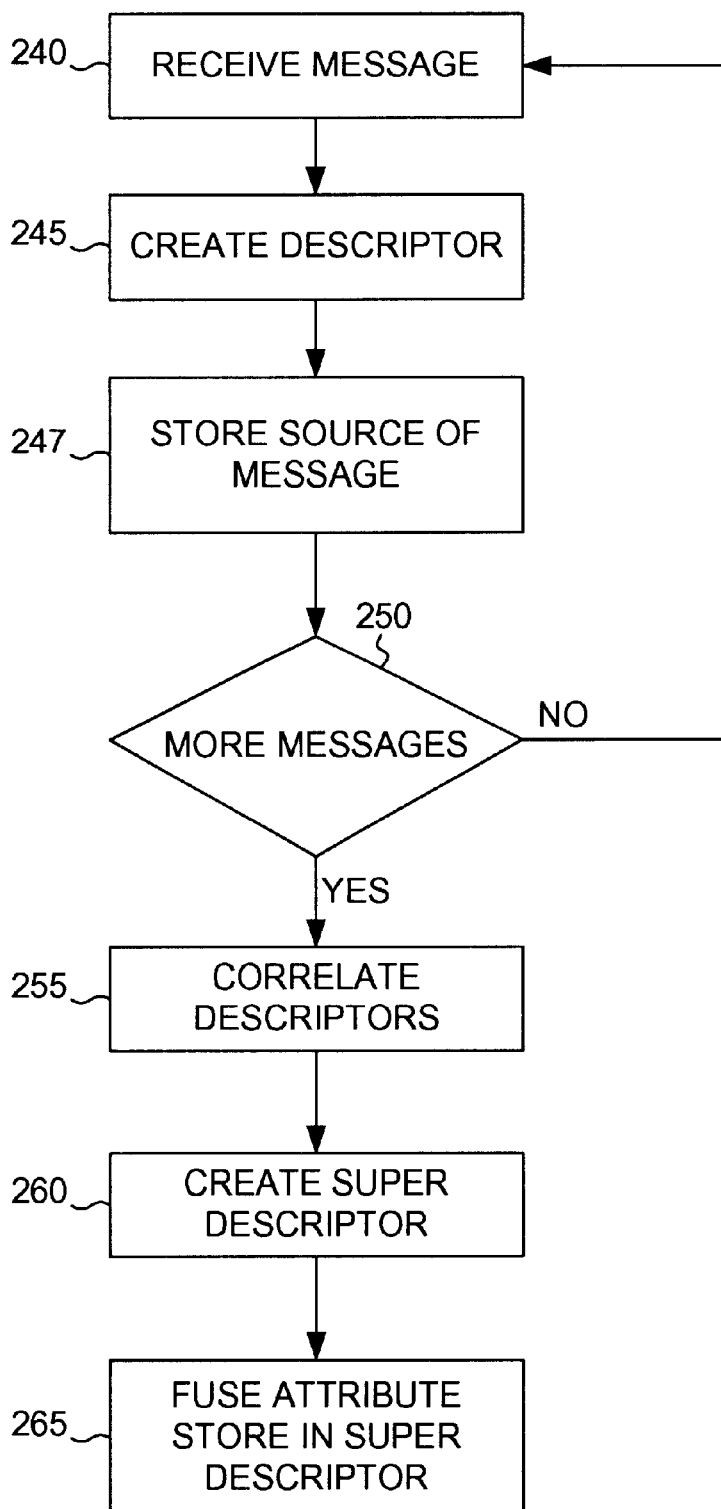 240
RECEIVE MESSAGE
245
CREATE DESCRIPTOR
247
STORE SOURCE OF
MESSAGE
250
MORE MESSAGES
NO
YES
255
CORRELATE
DESCRIPTORS
260
CREATE SUPER
DESCRIPTOR
265
FUSE ATTRIBUTE
STORE IN SUPER
DESCRIPTOR